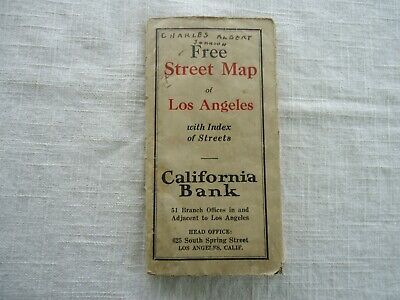 CHARLES ALBERT
Free
Street Map
of
Los Angeles
with Index
of Streets
California
Bank
51 Branch Offices in and
Adjacent to Los Angeles
HEAD OFFICE:
625 South Spring Street
LOS ANGELES, CALIF.